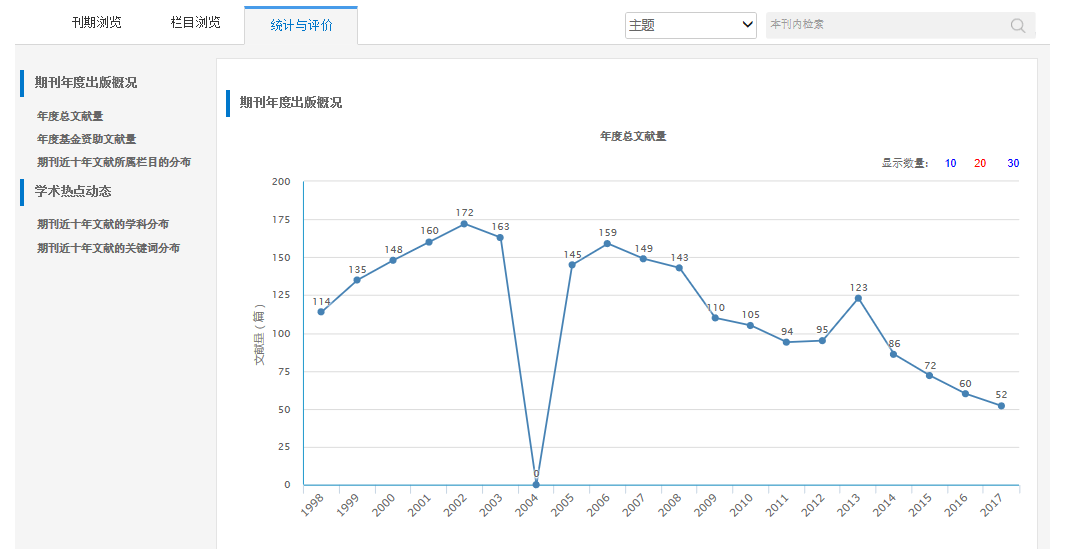 刊期浏览 栏目浏览 统计与评价 主题 本刊内检索
期刊年度出版概况
年度总文献量
年度基金资助文献量
期刊近十年文献所属栏目的分布
学术热点动态
期刊近十年文献的学科分布
期刊近十年文献的关键词分布
期刊年度出版概况
年度总文献量
显示数量: 10 20 30
文献量(篇)
200
175
150
125
100
75
50
25
0
114 135 148 160 172 163 0 145 159 149 143 110 105 94 95 123 86 72 60 52
1998 1999 2000 2001 2002 2003 2004 2005 2006 2007 2008 2009 2010 2011 2012 2013 2014 2015 2016 2017